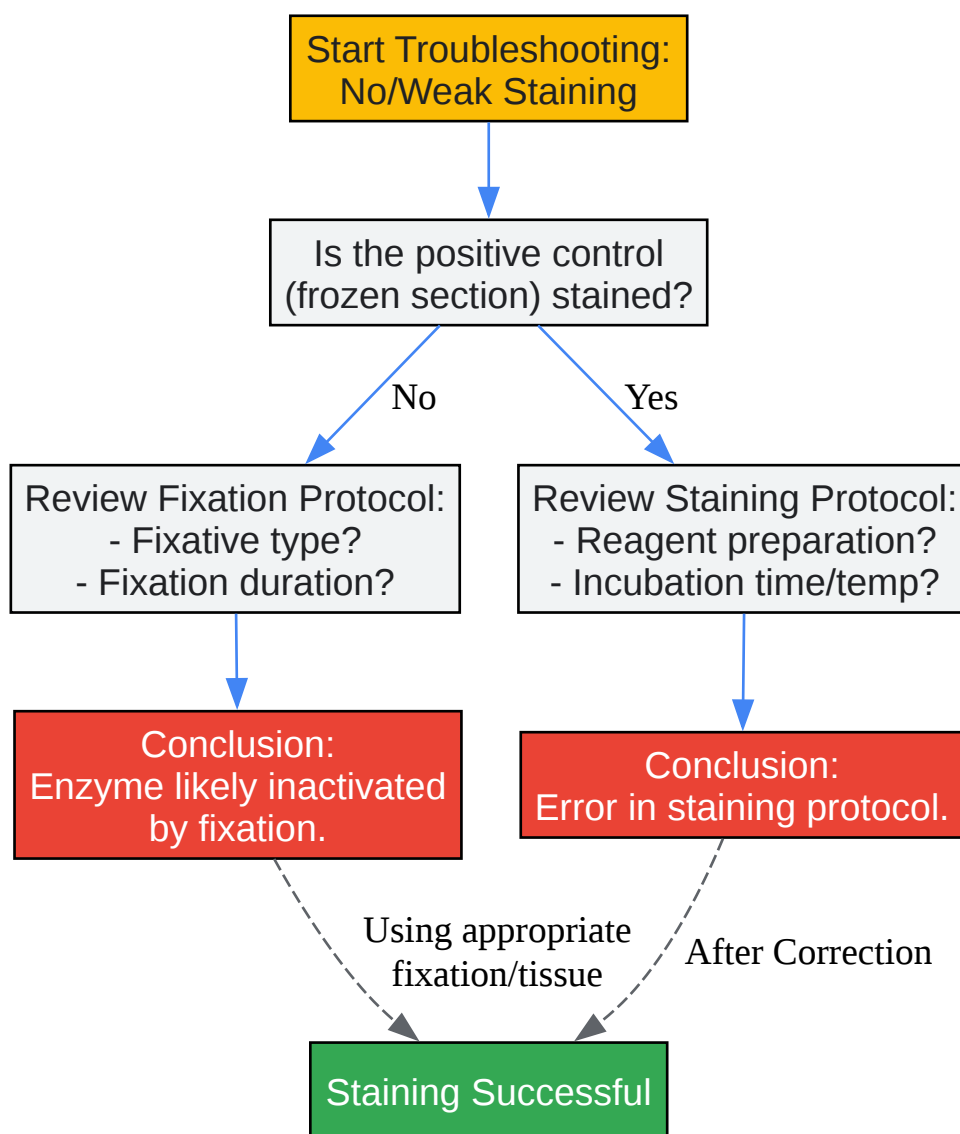 Start Troubleshooting:
No/Weak Staining
Is the positive control
(frozen section) stained?
No
Yes
Review Fixation Protocol:
- Fixative type?
- Fixation duration?
Review Staining Protocol:
- Reagent preparation?
- Incubation time/temp?
Conclusion:
Enzyme likely inactivated
by fixation.
Conclusion:
Error in staining protocol.
Using appropriate
fixation/tissue
After Correction
Staining Successful